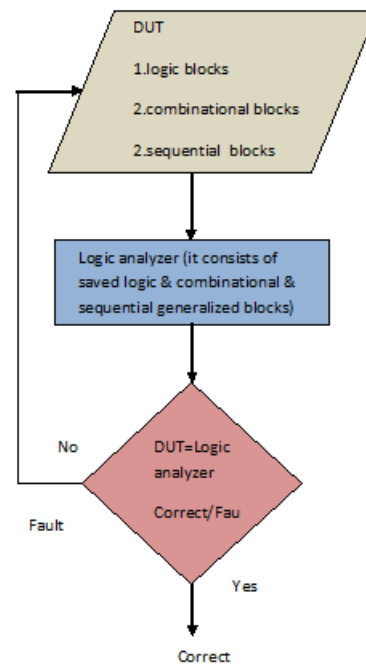 DUT
1.logic blocks
2.combinational blocks
2.sequential blocks
Logic analyzer (it consists of
saved logic & combinational &
sequential generalized blocks)
No
DUT=Logic
analyzer
Correct/Fau
Fault
Yes
Correct